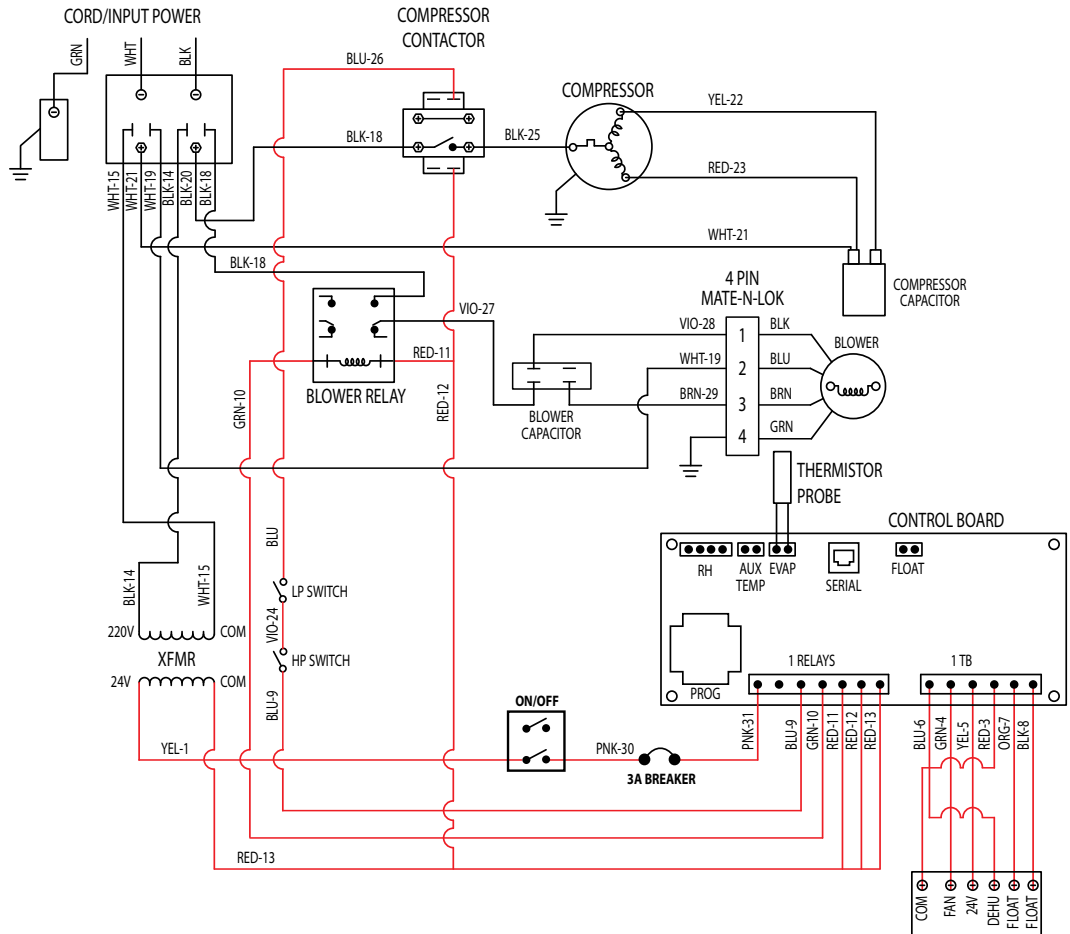 CORD/INPUT POWER
COMPRESSOR
CONTACTOR
GRN
WHT
BLK
BLU-26
COMPRESSOR
YEL-22
BLK-18
BLK-25
RED-23
WHT-15
WHT-21
WHT-19
BLK-14
BLK-20
BLK-18
WHT-21
BLK-18
4 PIN
MATE-N-LOK
COMPRESSOR
CAPACITOR
VIO-27
VIO-28
1
BLK
BLOWER
RED-11
WHT-19
2
BLU
BLOWER RELAY
GRN-10
RED-12
BRN-29
3
BRN
BLOWER
CAPACITOR
4
GRN
THERMISTOR
PROBE
CONTROL BOARD
BLU
RH
AUX
TEMP
EVAP
SERIAL
FLOAT
BLK-14
WHT-15
LP SWITCH
VIO-24
220V
COM
XFMR
HP SWITCH
24V
COM
BLU-9
PROG
1 RELAYS
1 TB
ON/OFF
YEL-1
PNK-30
3A BREAKER
PNK-31
BLU-9
GRN-10
RED-11
RED-12
RED-13
BLU-6
GRN-4
YEL-5
RED-3
ORG-7
BLK-8
RED-13
COM
FAN
24V
DEHU
FLOAT
FLOAT